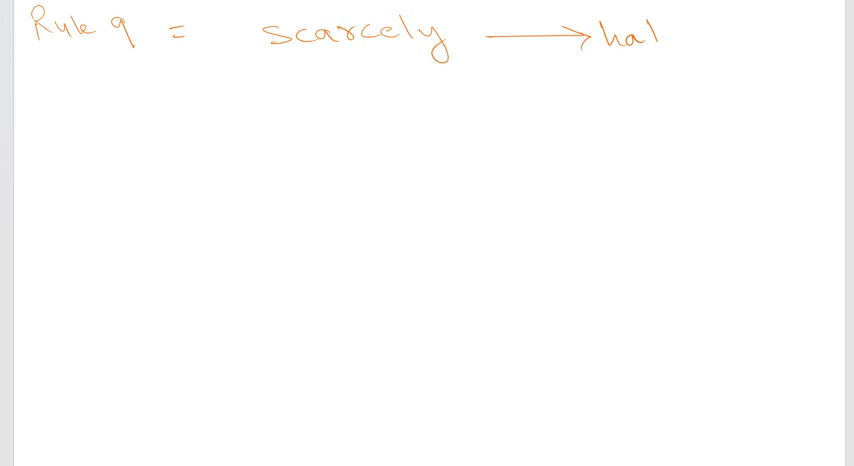 Rule 9 = scarcely → hal